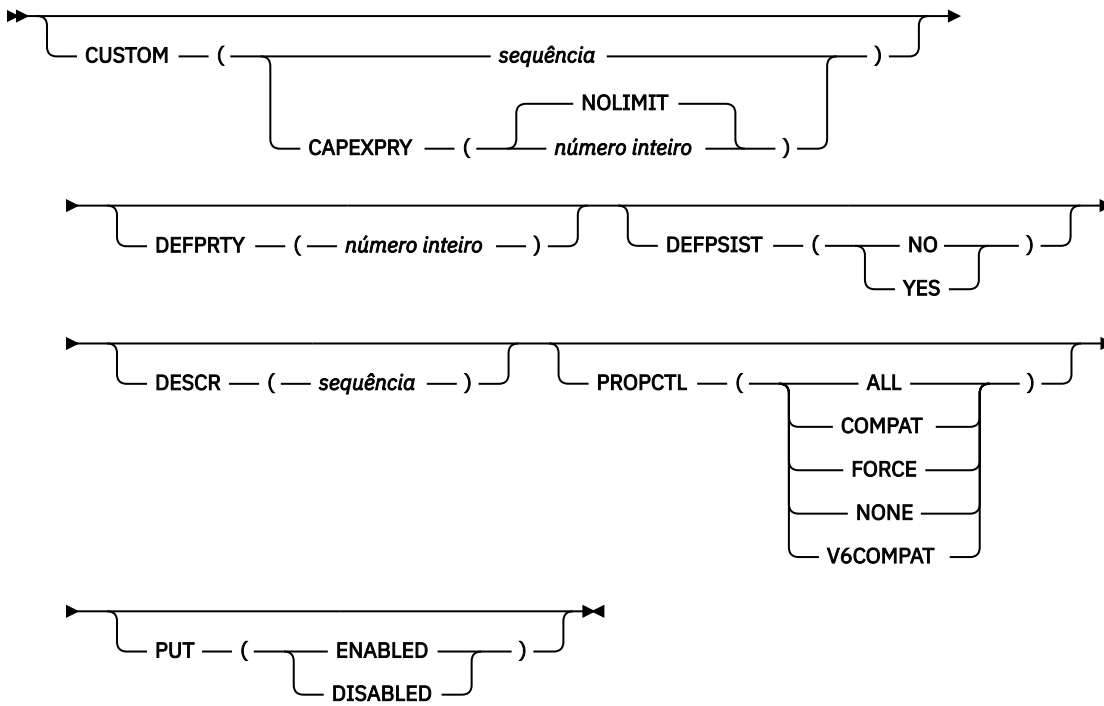 CUSTOM ( sequência )
NOLIMIT
CAPEXPRY ( número inteiro )
DEFPRTY ( número inteiro ) DEFPSIST ( NO )
YES
DESCR ( sequência ) PROPCTL ( ALL )
COMPAT
FORCE
NONE
V6COMPAT
PUT ( ENABLED )
DISABLED